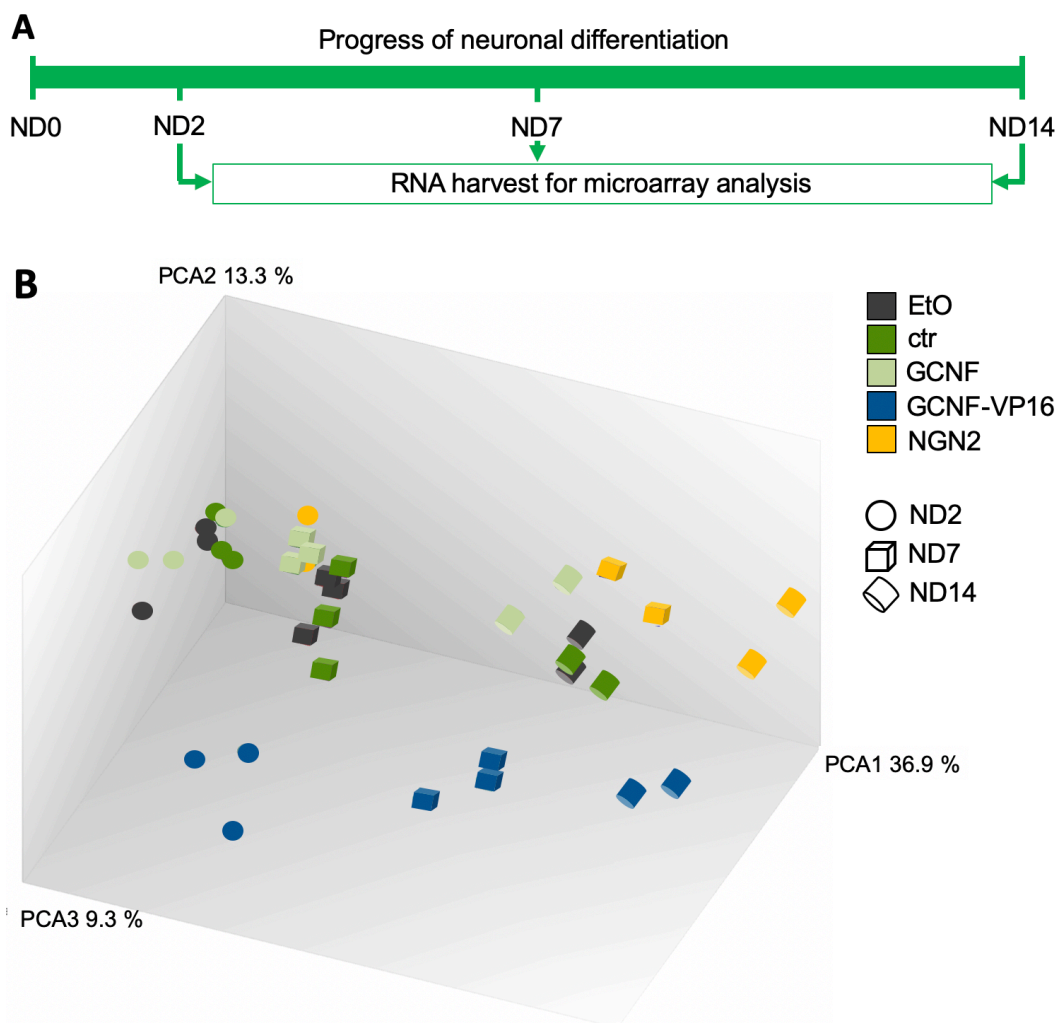 A
Progress of neuronal differentiation
ND0 ND2 ND7 ND14
RNA harvest for microarray analysis
B
PCA2 13.3 %
EtO
ctr
GCNF
GCNF-VP16
NGN2
ND2
ND7
ND14
PCA1 36.9 %
PCA3 9.3 %